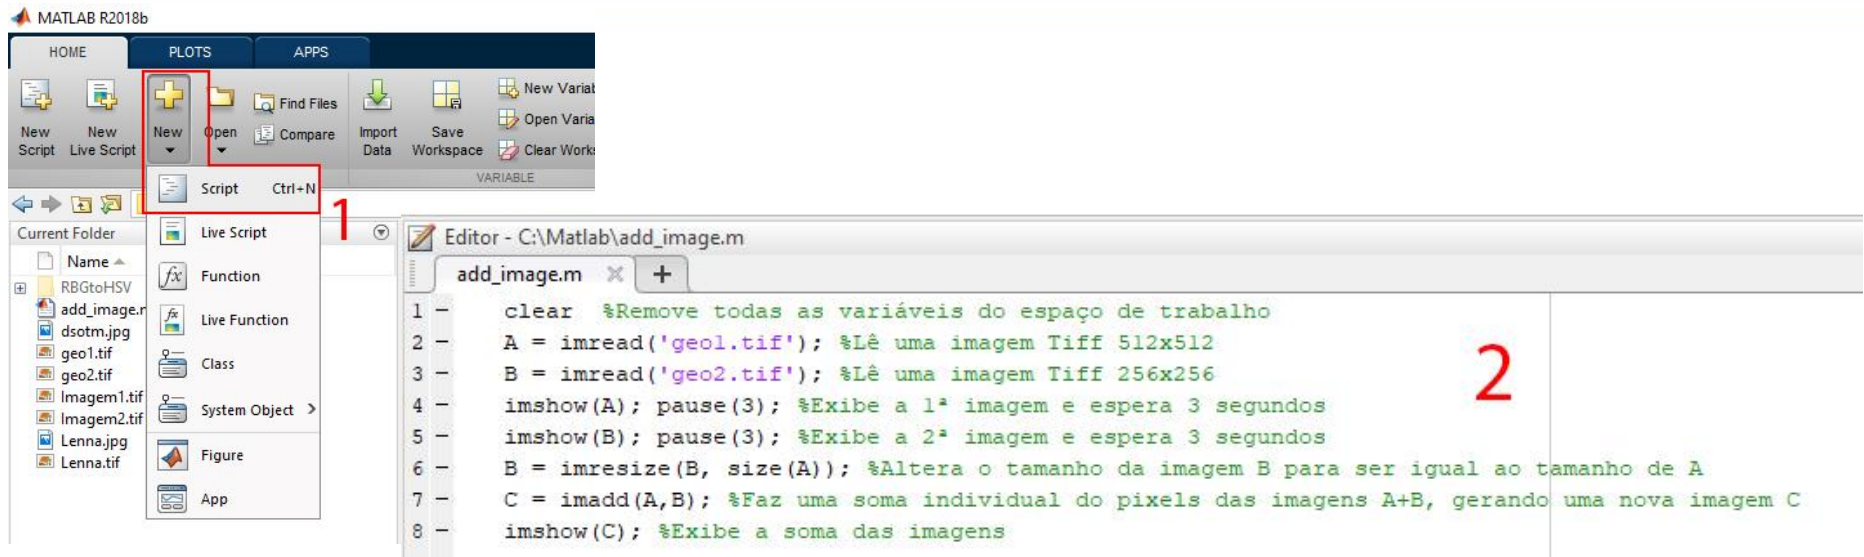 MATLAB R2018b
HOME PLOTS APPS
New Script
New Live Script
New
Open
Find Files
Compare
Import Data
Save Workspace
New Variab
Open Varia
Clear Works
VARIABLE
Script Ctrl+N
Live Script
Function
Live Function
Class
System Object >
Figure
App
1
Current Folder
Name
RBGtoHSV
add_image.m
dsotm.jpg
geo1.tif
geo2.tif
Imagem1.tif
Imagem2.tif
Lenna.jpg
Lenna.tif
Editor - C:\Matlab\add_image.m
add_image.m
1 – clear %Remove todas as variáveis do espaço de trabalho
2 – A = imread('geo1.tif'); %Lê uma imagem Tiff 512x512
3 – B = imread('geo2.tif'); %Lê uma imagem Tiff 256x256
4 – imshow(A); pause(3); %Exibe a 1ª imagem e espera 3 segundos
5 – imshow(B); pause(3); %Exibe a 2ª imagem e espera 3 segundos
6 – B = imresize(B, size(A)); %Altera o tamanho da imagem B para ser igual ao tamanho de A
7 – C = imadd(A,B); %Faz uma soma individual do pixels das imagens A+B, gerando uma nova imagem C
8 – imshow(C); %Exibe a soma das imagens
2